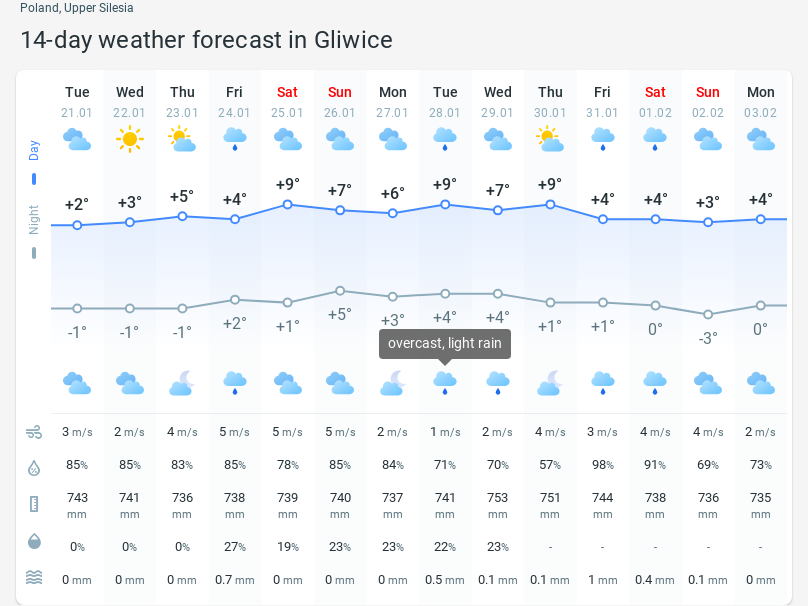 Poland, Upper Silesia
14-day weather forecast in Gliwice
Tue Wed Thu Fri Sat Sun Mon Tue Wed Thu Fri Sat Sun Mon
21.01 22.01 23.01 24.01 25.01 26.01 27.01 28.01 29.01 30.01 31.01 01.02 02.02 03.02
Day
+2° +3° +5° +4° +9° +7° +6° +9° +7° +9° +4° +4° +3° +4°
Night
-1° -1° -1° +2° +1° +5° +3° +4° +4° +1° +1° 0° -3° 0°
overcast, light rain
3 m/s 2 m/s 4 m/s 5 m/s 5 m/s 5 m/s 2 m/s 1 m/s 2 m/s 4 m/s 3 m/s 4 m/s 4 m/s 2 m/s
85% 85% 83% 85% 78% 85% 84% 71% 70% 57% 98% 91% 69% 73%
743 741 736 738 739 740 737 741 753 751 744 738 736 735
mm mm mm mm mm mm mm mm mm mm mm mm mm mm
0% 0% 0% 27% 19% 23% 23% 22% 23% - - - - -
0 mm 0 mm 0 mm 0.7 mm 0 mm 0 mm 0 mm 0.5 mm 0.1 mm 0.1 mm 1 mm 0.4 mm 0.1 mm 0 mm